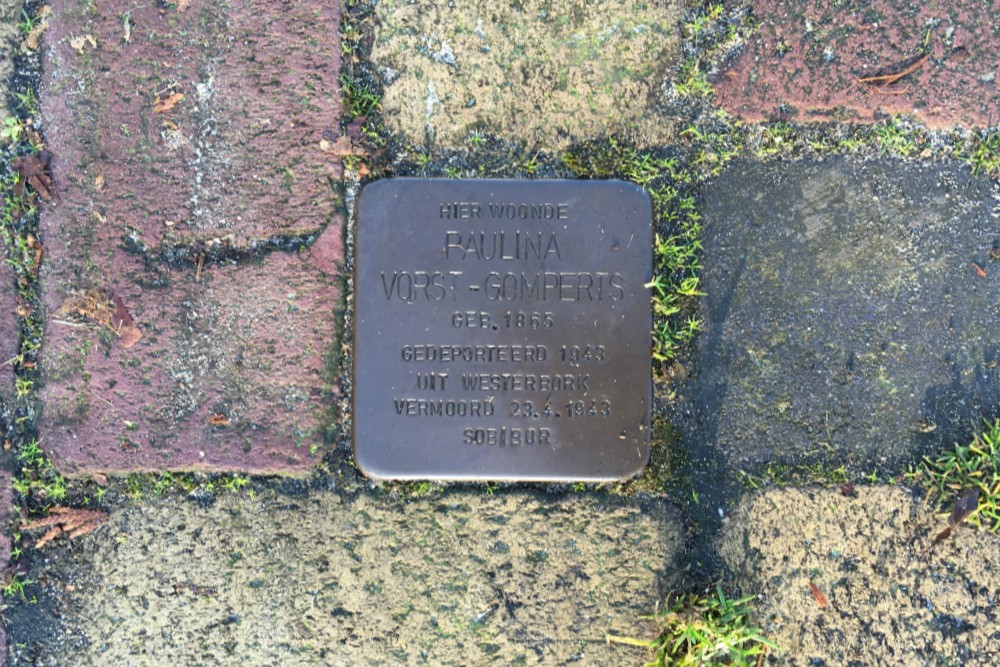 HIER WOONDE
PAULINA
VORST-GOMPERTS
GEB. 1865
GEDEPORTEERD 1943
UIT WESTERBORK
VERMOORD 23.4.1943
SOBIBOR